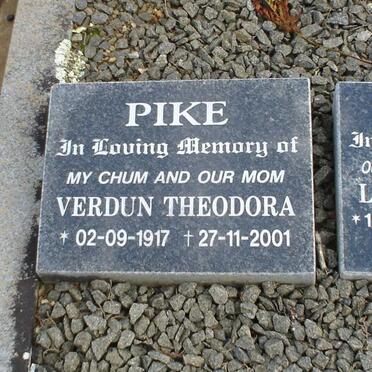 PIKE
In Loving Memory of
MY CHUM AND OUR MOM
VERDUN THEODORA
* 02-09-1917 † 27-11-2001